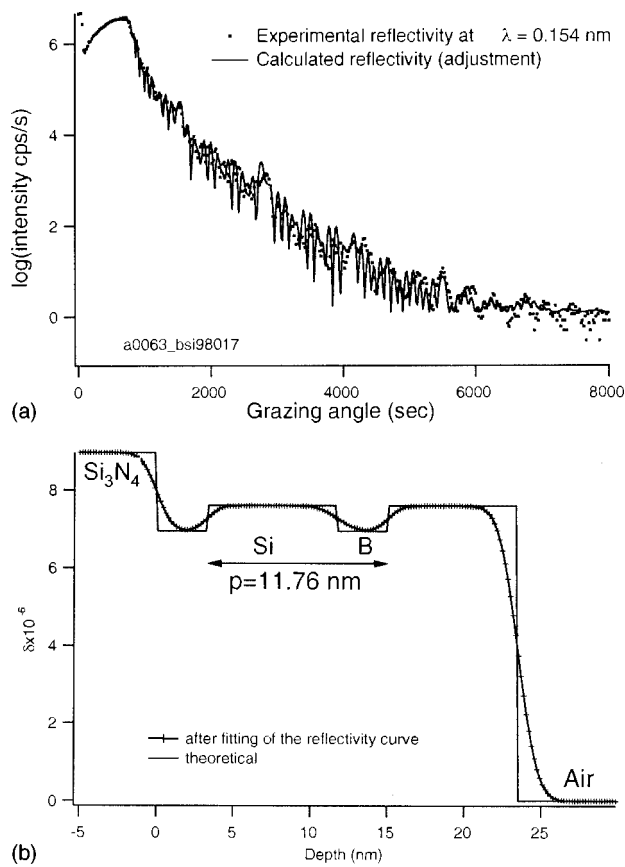 Experimental reflectivity at λ = 0.154 nm
Calculated reflectivity (adjustment)
log(intensity cps/s)
6
4
2
0
a0063_bsi98017
0 2000 4000 6000 8000
(a) Grazing angle (sec)
Si3N4
Si B
p=11.76 nm
δx10-6
8
6
4
2
0
after fitting of the reflectivity curve
theoretical
Air
-5 0 5 10 15 20 25
(b) Depth (nm)